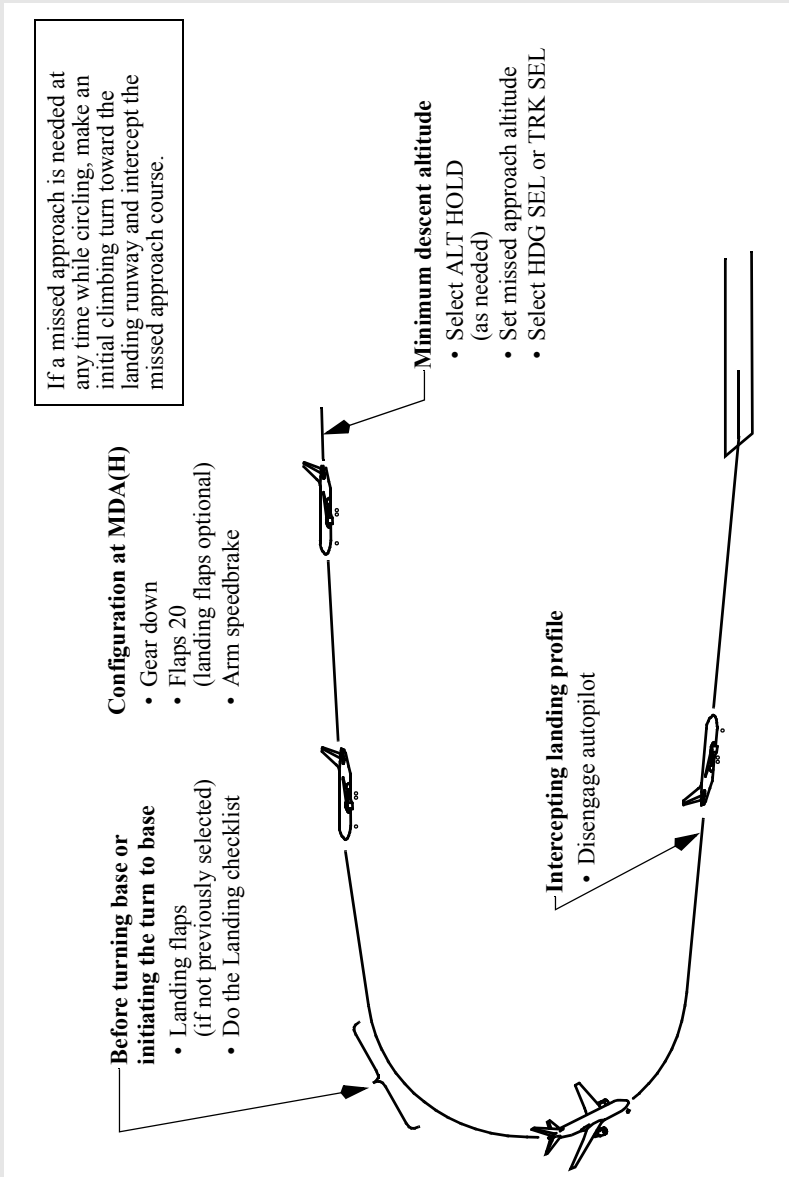 If a missed approach is needed at
any time while circling, make an
initial climbing turn toward the
landing runway and intercept the
missed approach course.
Minimum descent altitude
• Select ALT HOLD
(as needed)
• Set missed approach altitude
• Select HDG SEL or TRK SEL
Configuration at MDA(H)
• Gear down
• Flaps 20
(landing flaps optional)
• Arm speedbrake
Before turning base or
initiating the turn to base
• Landing flaps
(if not previously selected)
• Do the Landing checklist
Intercepting landing profile
• Disengage autopilot